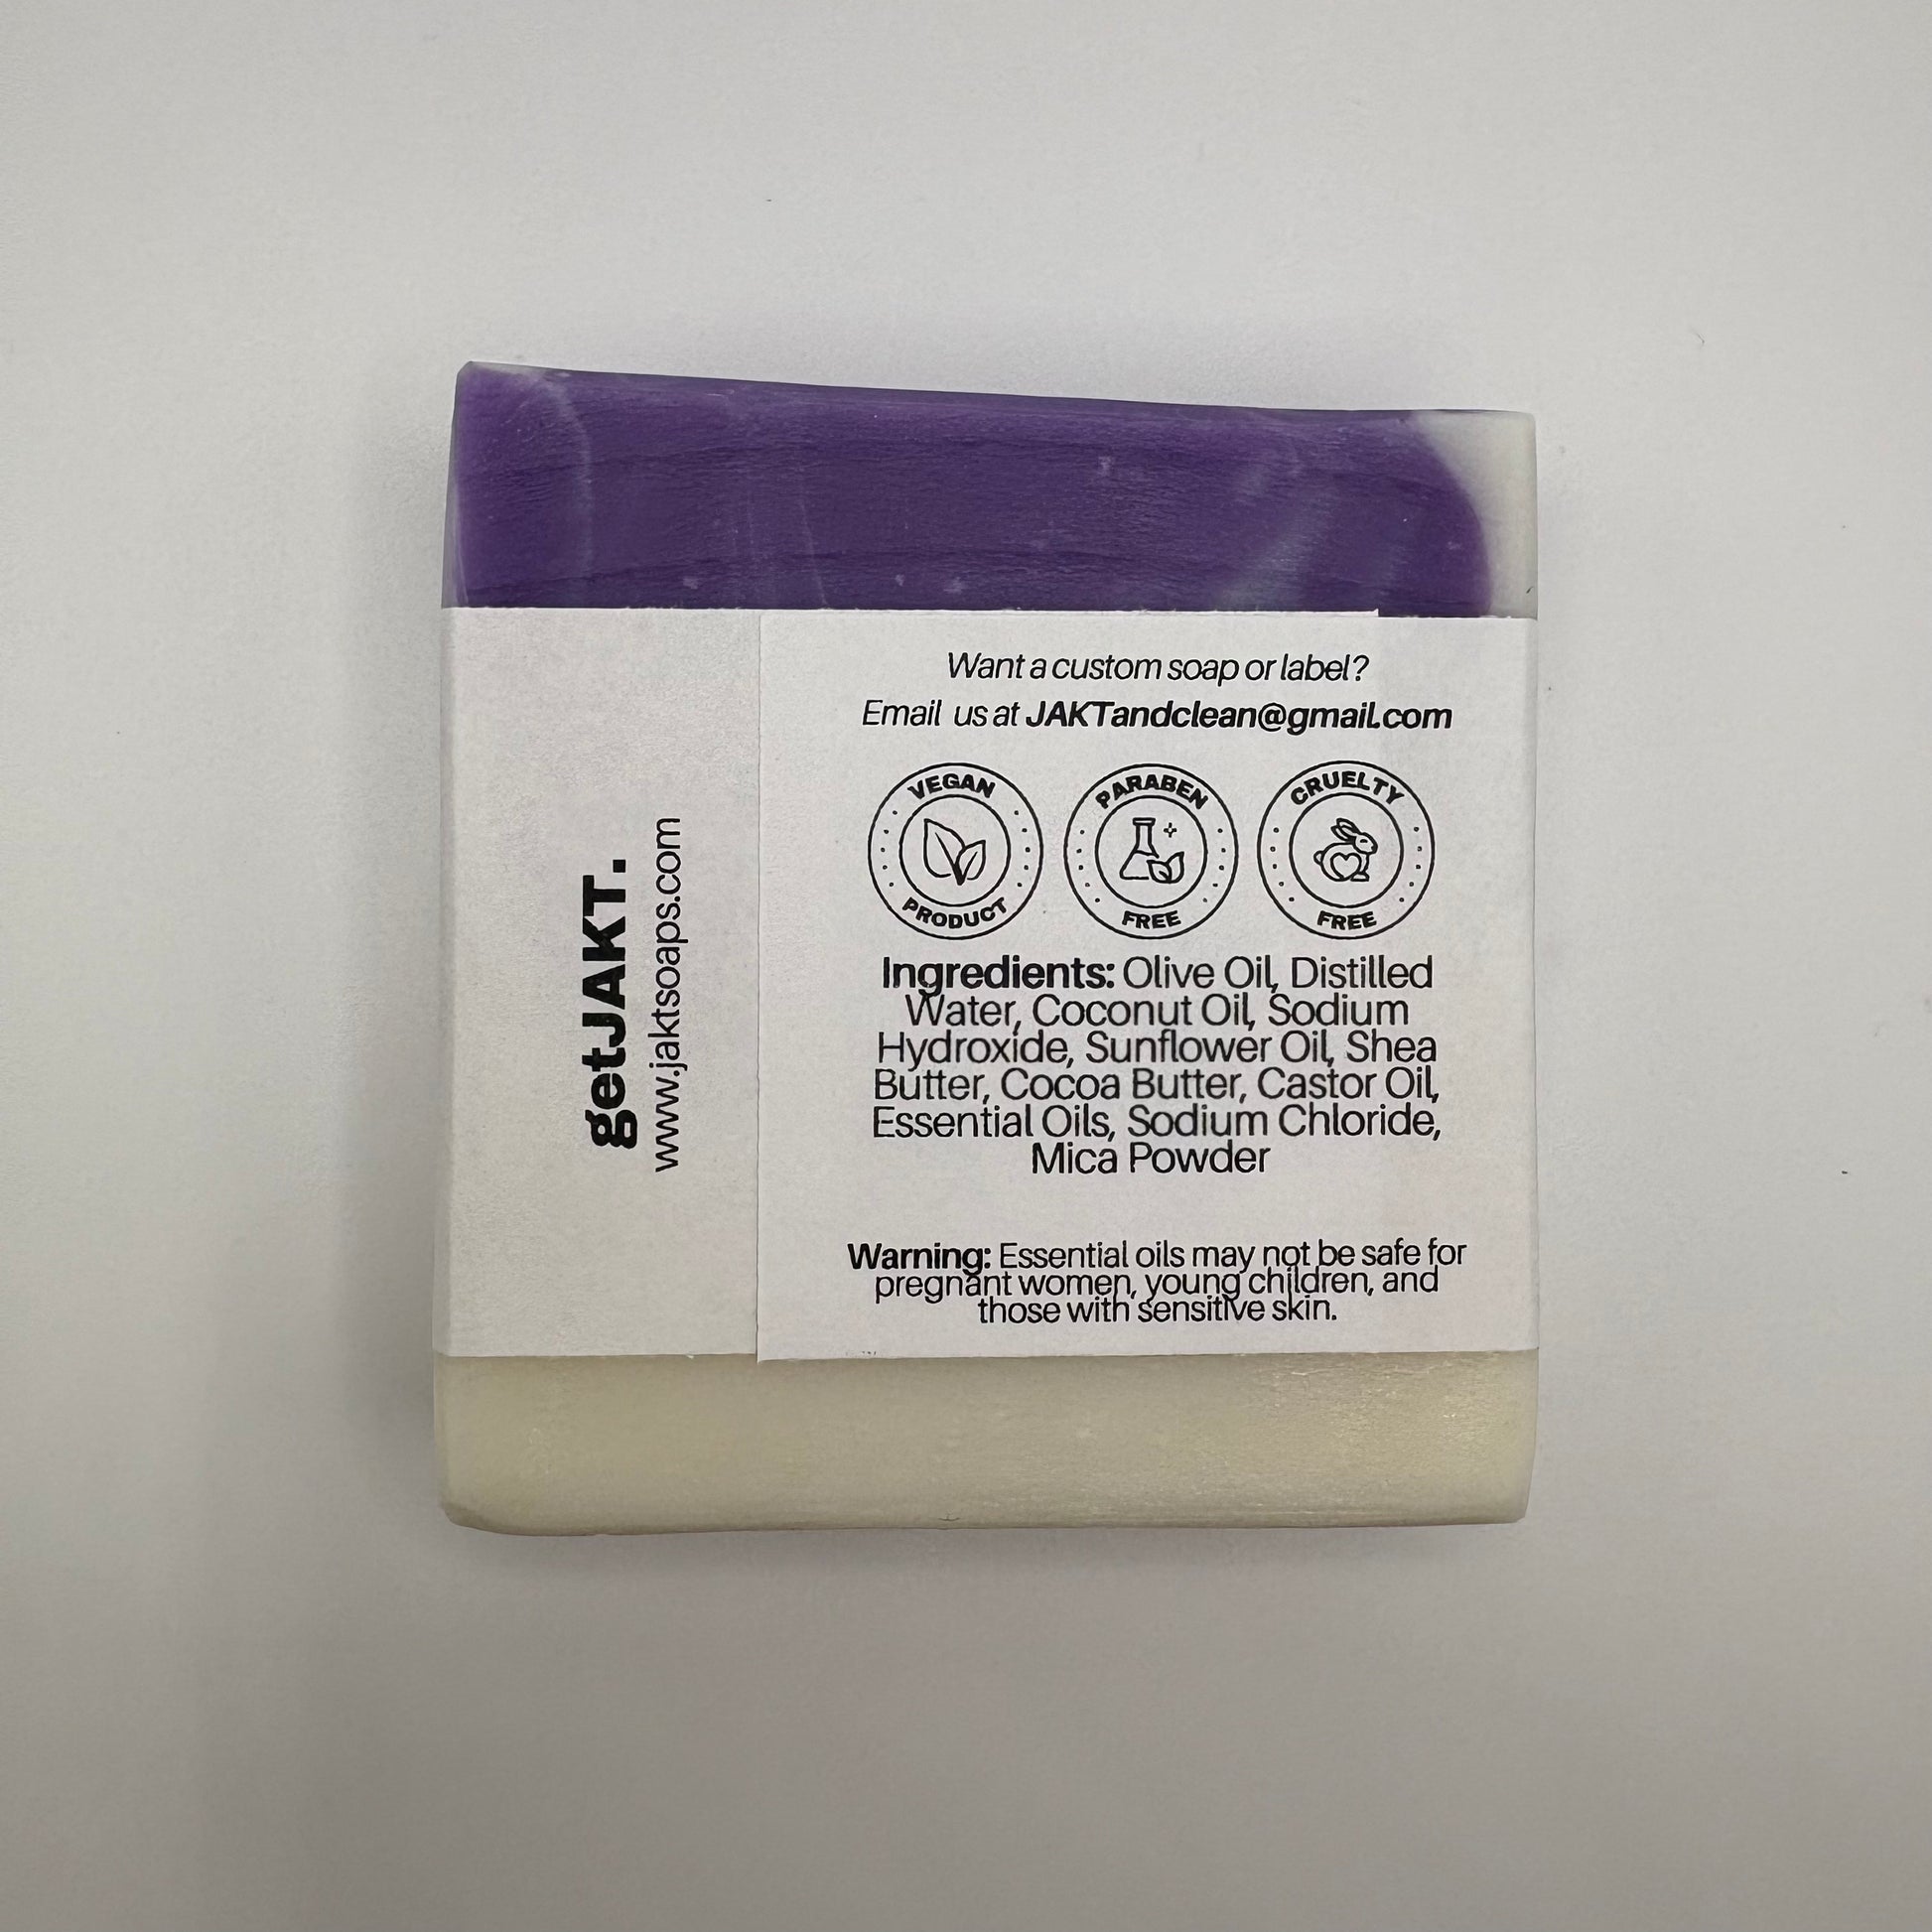 getJAKT.
www.jaktsoaps.com
Want a custom soap or label?
Email us at JAKTandclean@gmail.com
VEGAN
PRODUCT
PARABEN
FREE
CRUELTY
FREE
Ingredients: Olive Oil, Distilled
Water, Coconut Oil, Sodium
Hydroxide, Sunflower Oil, Shea
Butter, Cocoa Butter, Castor Oil,
Essential Oils, Sodium Chloride,
Mica Powder
Warning: Essential oils may not be safe for
pregnant women, young children, and
those with sensitive skin.